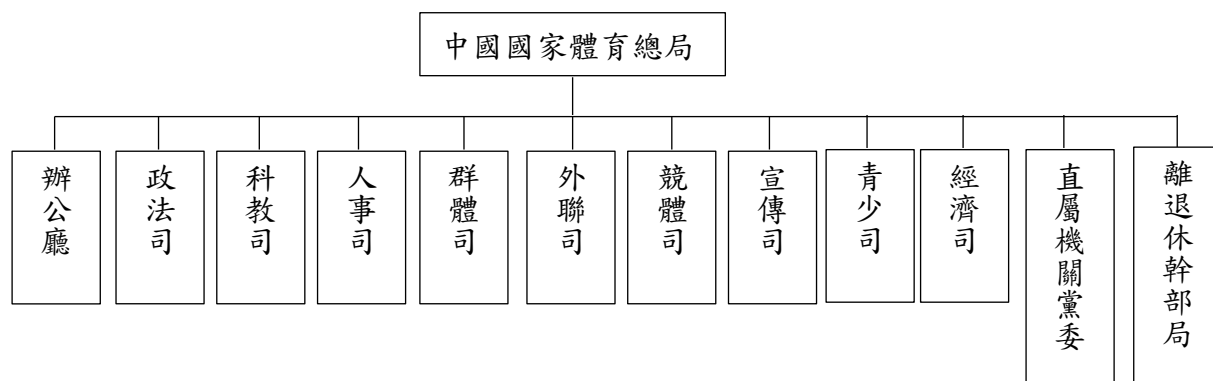 中國國家體育總局
辦公廳
政法司
科教司
人事司
群體司
外聯司
競體司
宣傳司
青少司
經濟司
直屬機關黨委
離退休幹部局